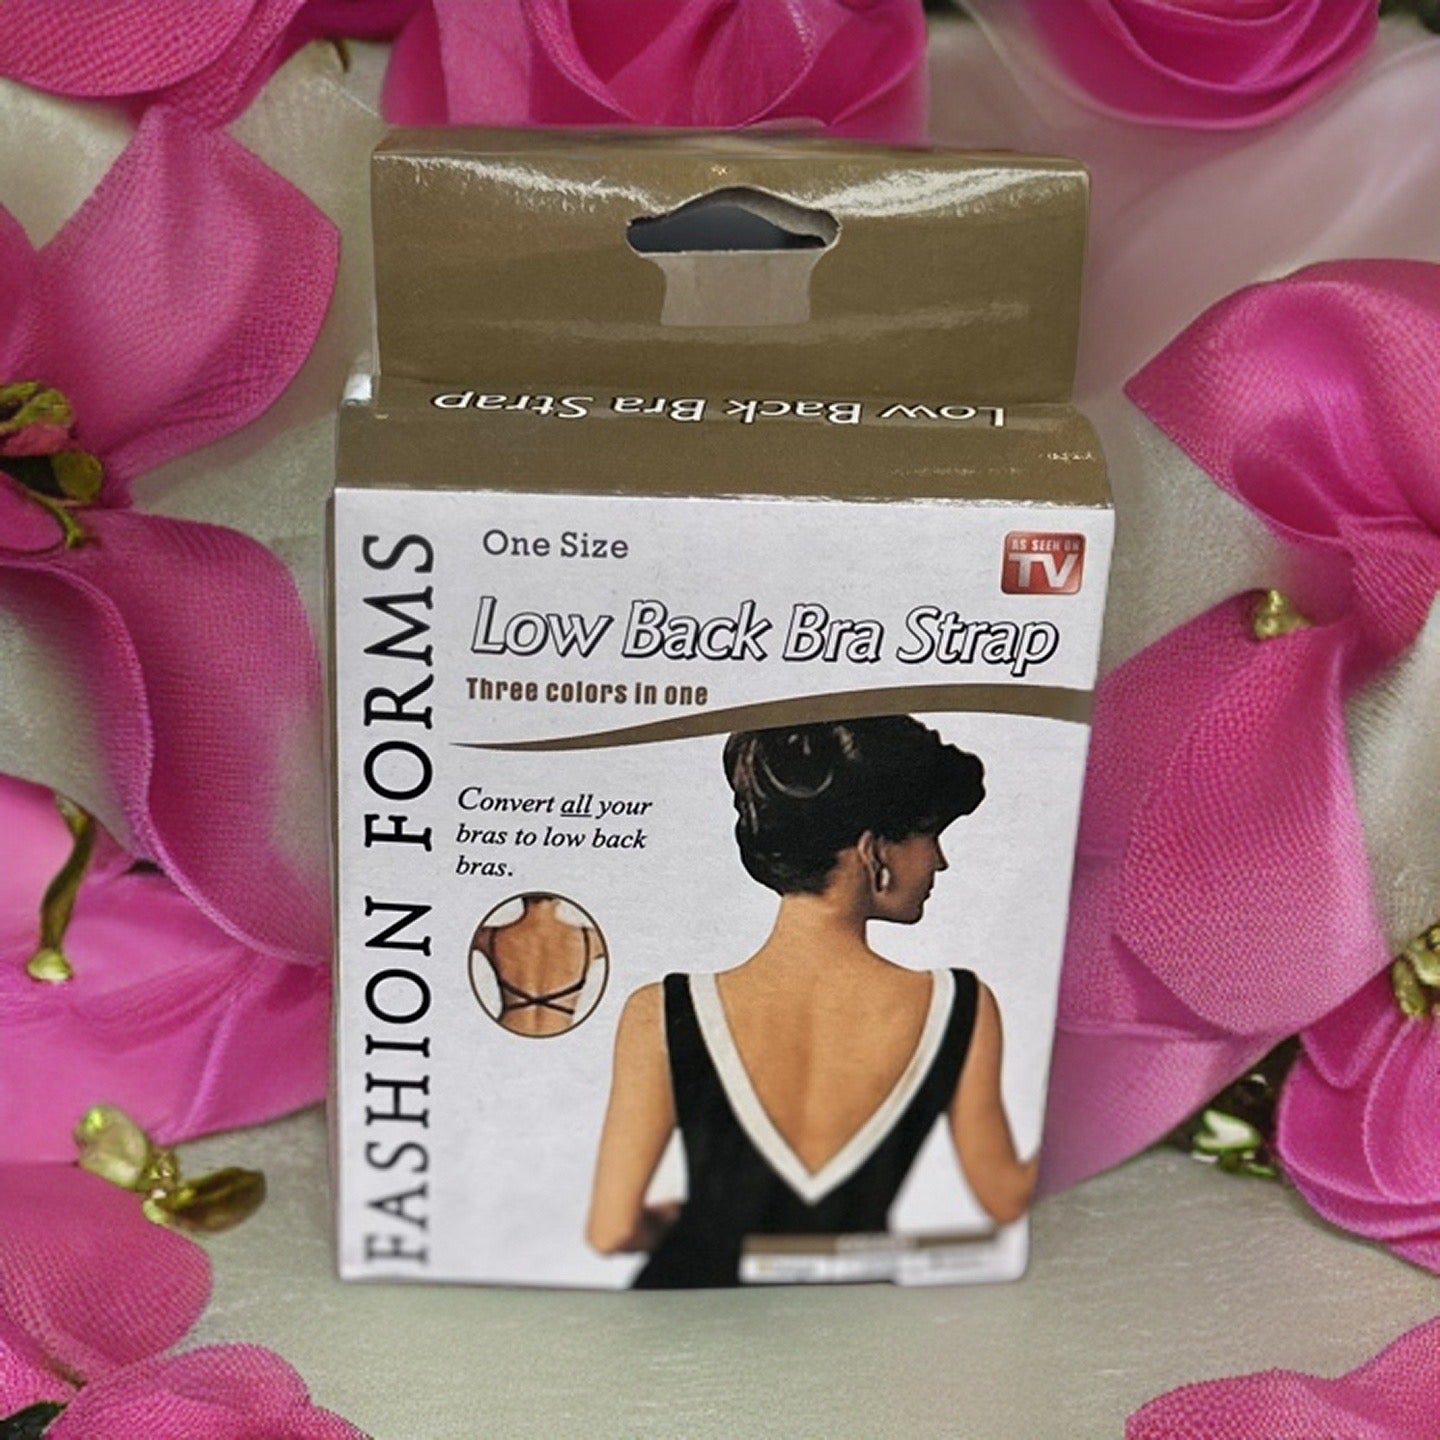 Low Back Bra Strap
One Size
AS SEEN ON
TV
Low Back Bra Strap
Three colors in one
Convert all your
bras to low back
bras.
FASHION FORMS